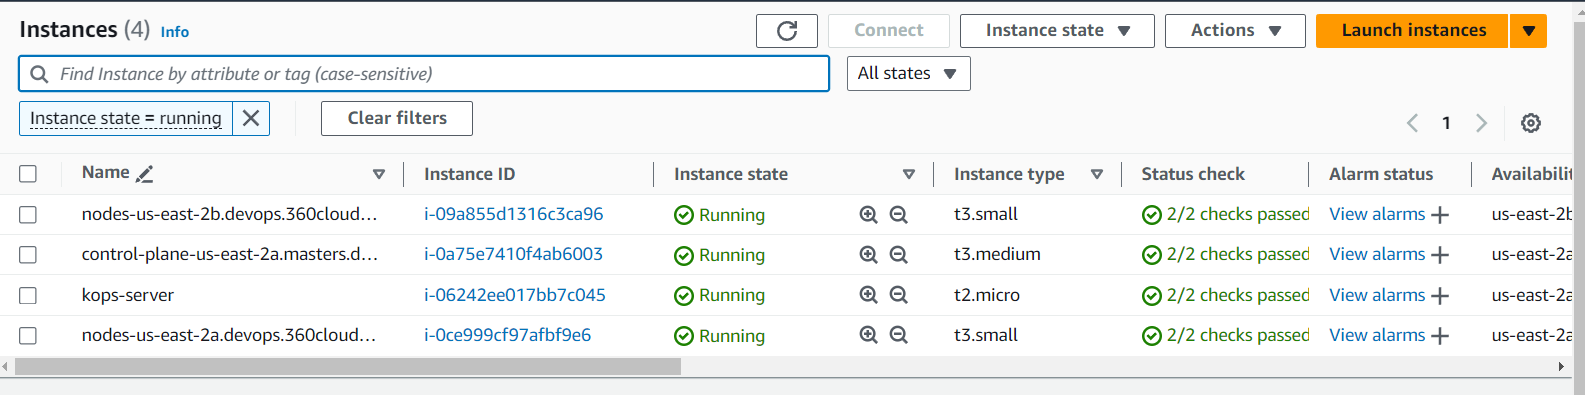 Instances (4) Info Connect Instance state Actions Launch instances
Find Instance by attribute or tag (case-sensitive) All states
Instance state = running Clear filters 1
Name Instance ID Instance state Instance type Status check Alarm status Availabili
nodes-us-east-2b.devops.360cloud... i-09a855d1316c3ca96 Running t3.small 2/2 checks passed View alarms us-east-2b
control-plane-us-east-2a.masters.d... i-0a75e7410f4ab6003 Running t3.medium 2/2 checks passed View alarms us-east-2a
kops-server i-06242ee017bb7c045 Running t2.micro 2/2 checks passed View alarms us-east-2a
nodes-us-east-2a.devops.360cloud... i-0ce999cf97afbf9e6 Running t3.small 2/2 checks passed View alarms us-east-2a